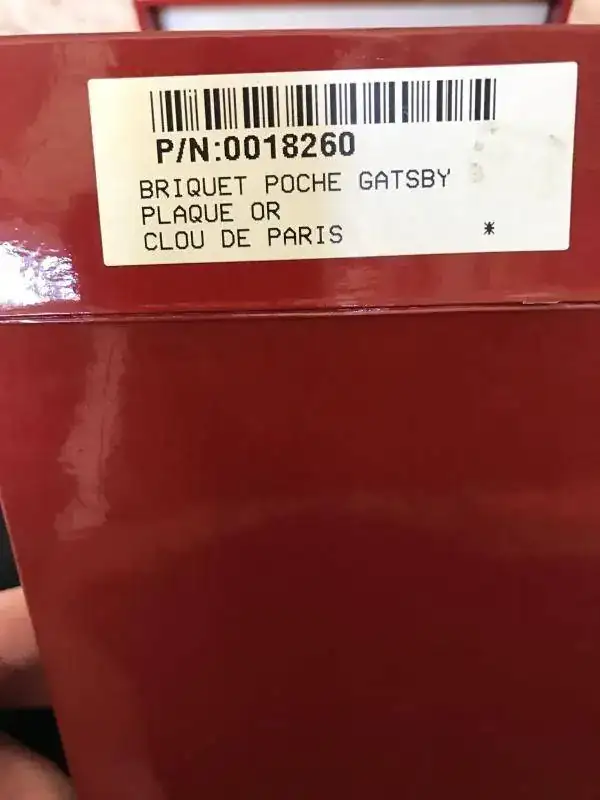 P/N:0018260
BRIQUET POCHE GATSBY
PLAQUE OR
CLOU DE PARIS *